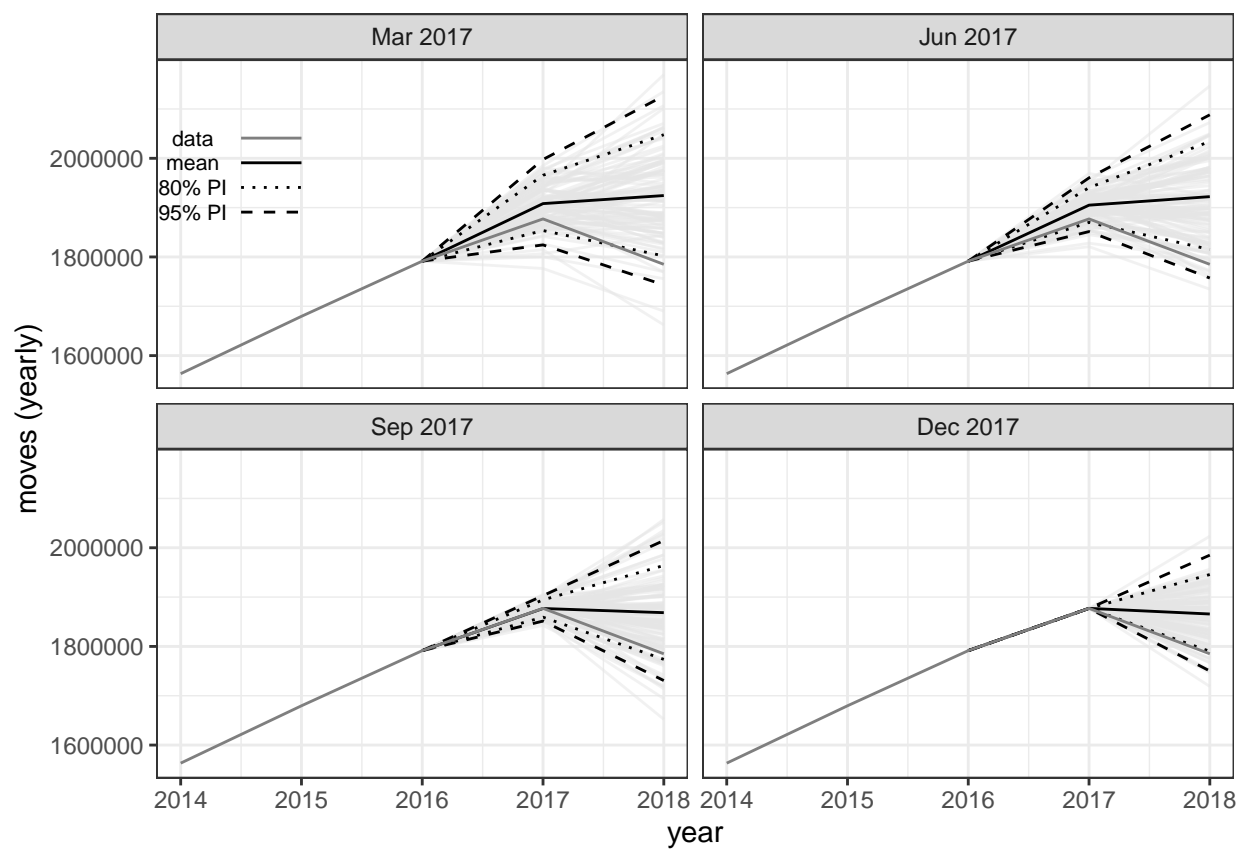 Mar 2017
Jun 2017
data
mean
80% PI
95% PI
2000000
1800000
1600000
moves (yearly)
Sep 2017
Dec 2017
2000000
1800000
1600000
2014 2015 2016 2017 2018 2014 2015 2016 2017 2018
year